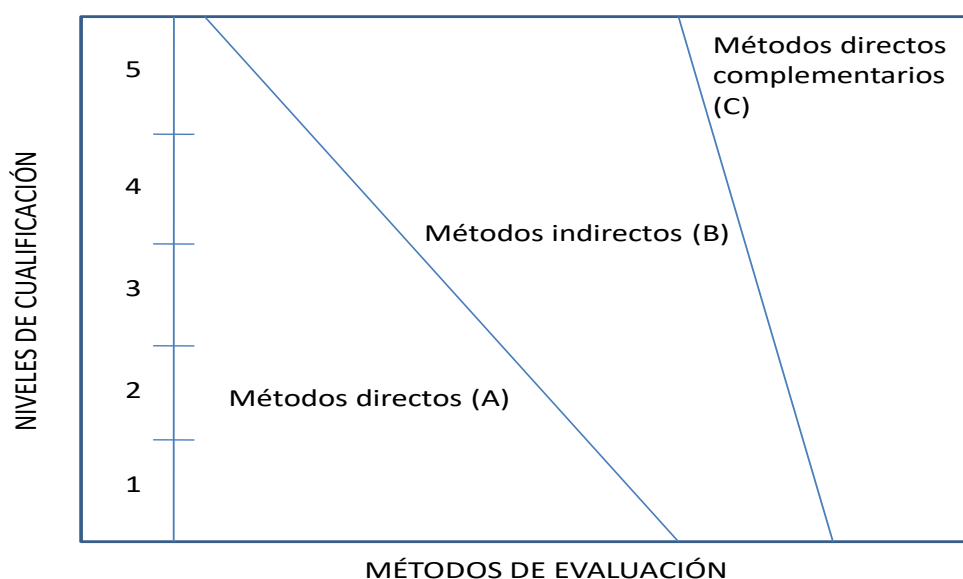 Métodos directos
complementarios
(C)
5
4
Métodos indirectos (B)
3
2
Métodos directos (A)
1
NIVELES DE CUALIFICACIÓN
MÉTODOS DE EVALUACIÓN